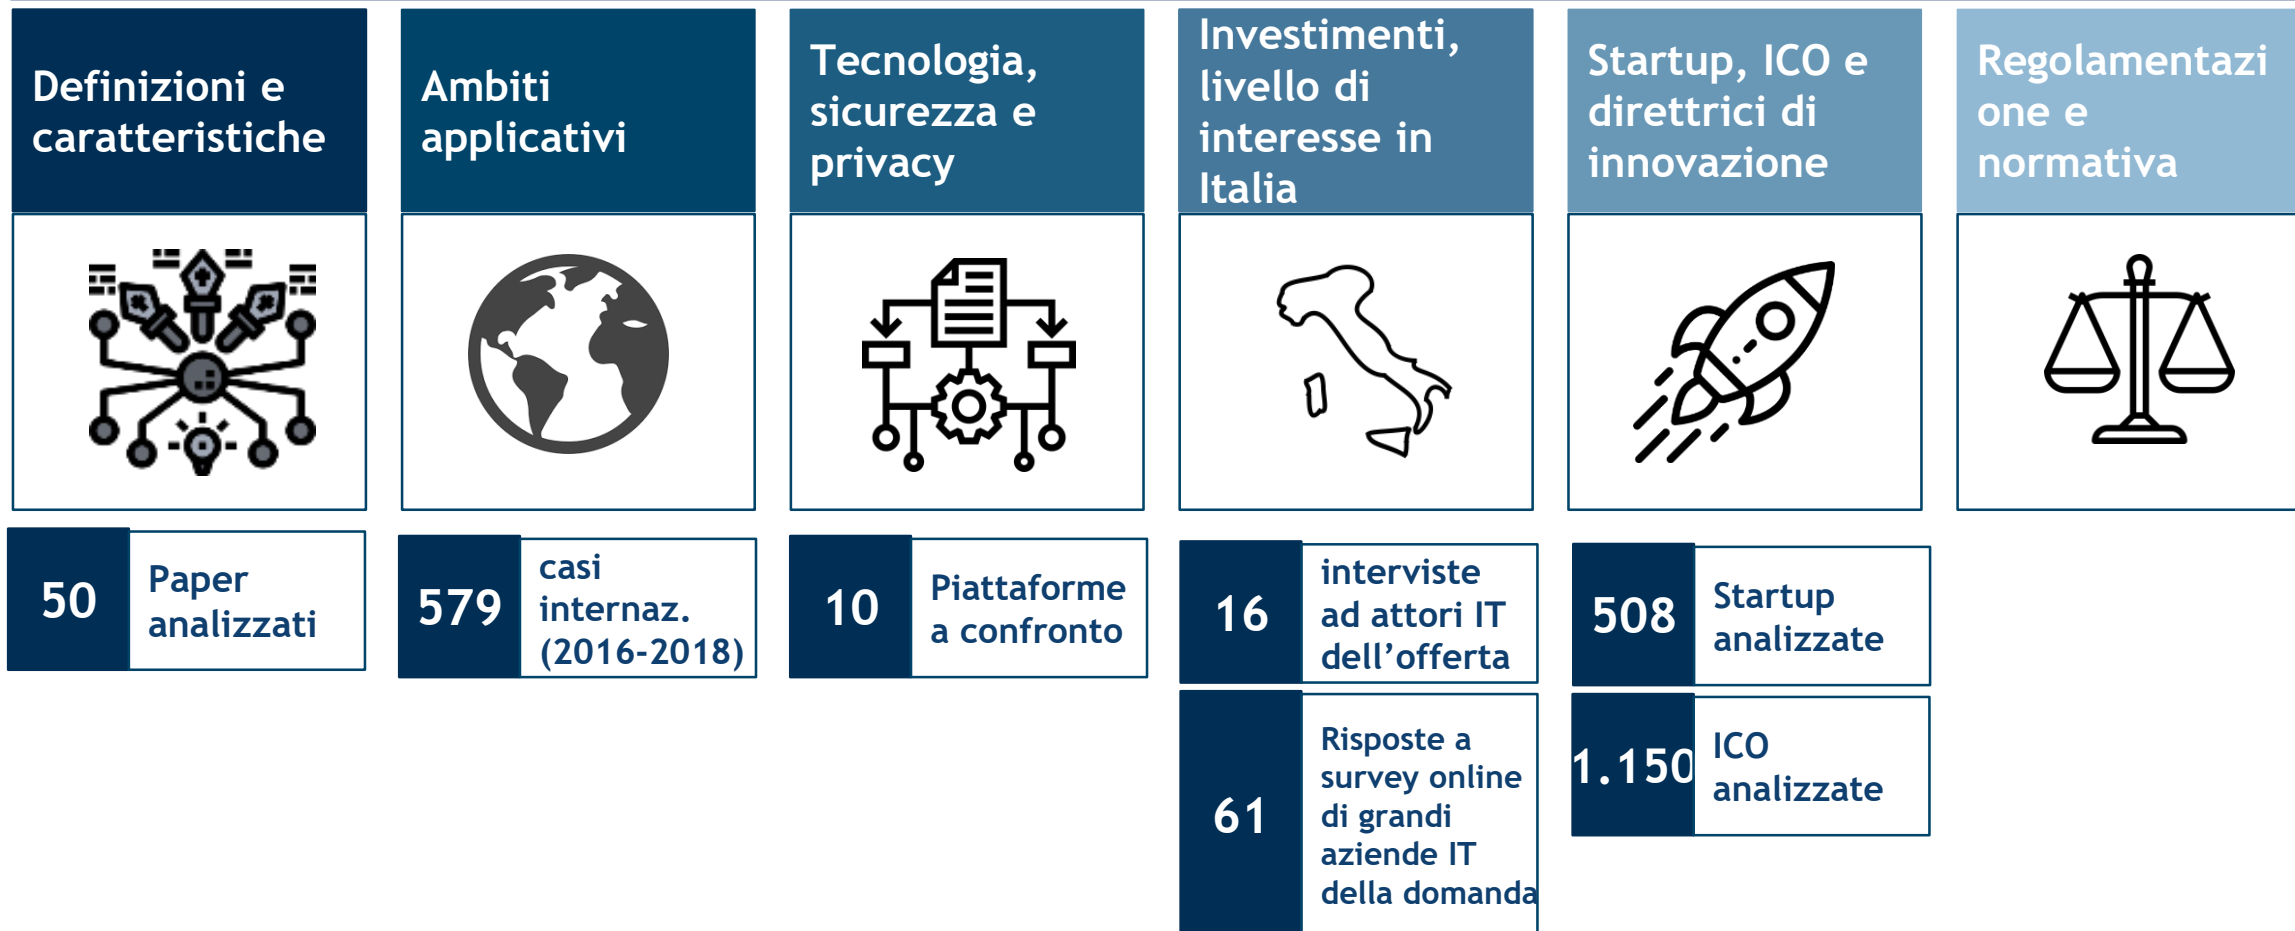 Definizioni e
caratteristiche
Ambiti
applicativi
Tecnologia,
sicurezza e
privacy
Investimenti,
livello di
interesse in
Italia
Startup, ICO e
direttrici di
innovazione
Regolamentazi
one e
normativa
50
Paper
analizzati
579
casi
internaz.
(2016-2018)
10
Piattaforme
a confronto
16
interviste
ad attori IT
dell’offerta
61
Risposte a
survey online
di grandi
aziende IT
della domanda
508
Startup
analizzate
1.150
ICO
analizzate